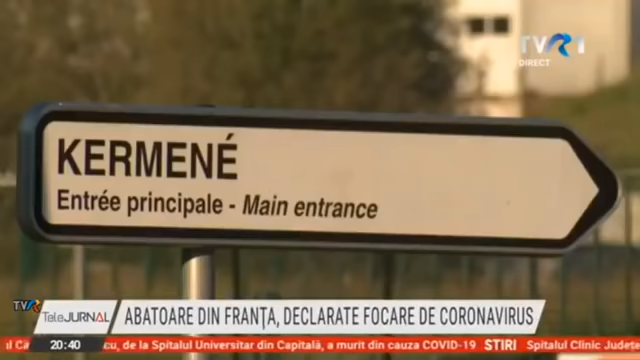 TVR1
DIRECT
KERMENÉ
Entrée principale - Main entrance
TVR
TeleJURNAL
ABATOARE DIN FRANȚA, DECLARATE FOCARE DE CORONAVIRUS
20:40
cu, de la Spitalul Universitar din Capitală, a murit din cauza COVID-19 ȘTIRI Spitalul Clinic Județe